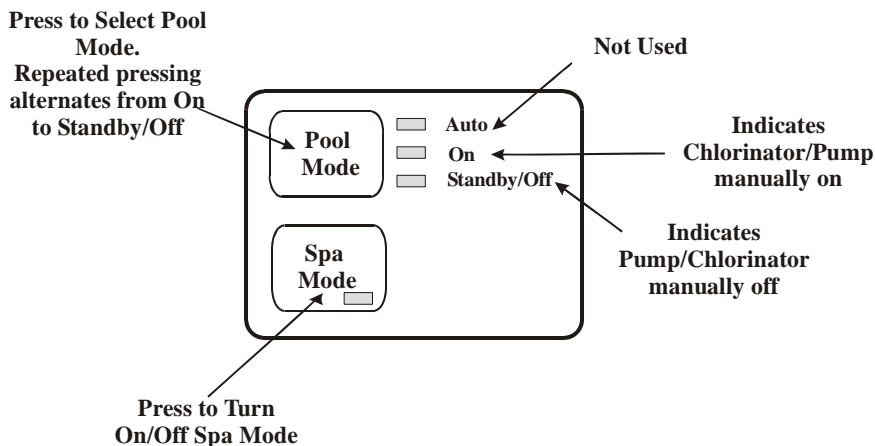 Press to Select Pool
Mode.
Repeated pressing
alternates from On
to Standby/Off
Not Used
Pool
Mode
Auto
On
Standby/Off
Indicates
Chlorinator/Pump
manually on
Spa
Mode
Indicates
Pump/Chlorinator
manually off
Press to Turn
On/Off Spa Mode